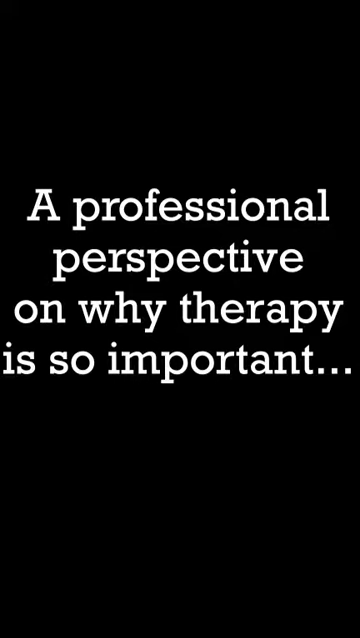 A professional
perspective
on why therapy
is so important...